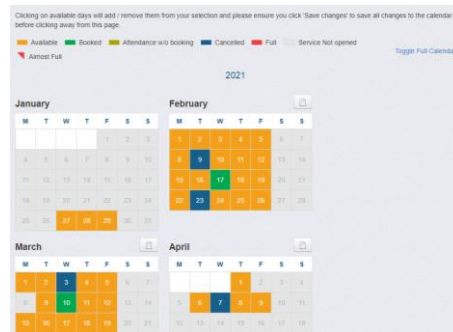 Clicking on available days will add / remove them from your selection and please ensure you click 'Save changes' to save all changes to the calendar
before clicking away from this page.
Available Booked Attendance w/o booking Cancelled Full Service Not opened
Almost Full
Toggle Full Calenda
2021
January February
M T W T F S S M T W T F S S
1 2 3 1 2 3 4 5 6 7
4 5 6 7 8 9 10 8 9 10 11 12 13 14
11 12 13 14 15 16 17 15 16 17 18 19 20 21
18 19 20 21 22 23 24 22 23 24 25 26 27 28
25 26 27 28 29 30 31
March April
M T W T F S S M T W T F S S
1 2 3 4 5 6 7 1 2 3 4
8 9 10 11 12 13 14 5 6 7 8 9 10 11
15 16 17 18 19 20 21 12 13 14 15 16 17 18